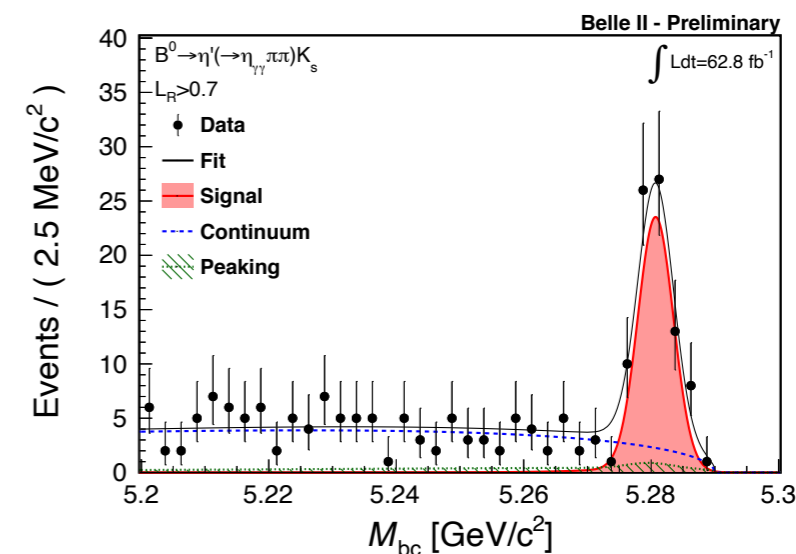 Belle II - Preliminary
B⁰→η'(→η_γγ ππ)K_s
∫ Ldt=62.8 fb⁻¹
L_R>0.7
Data
Fit
Signal
Continuum
Peaking
Events / ( 2.5 MeV/c² )
40
35
30
25
20
15
10
5
0
5.2 5.22 5.24 5.26 5.28 5.3
M_bc [GeV/c²]